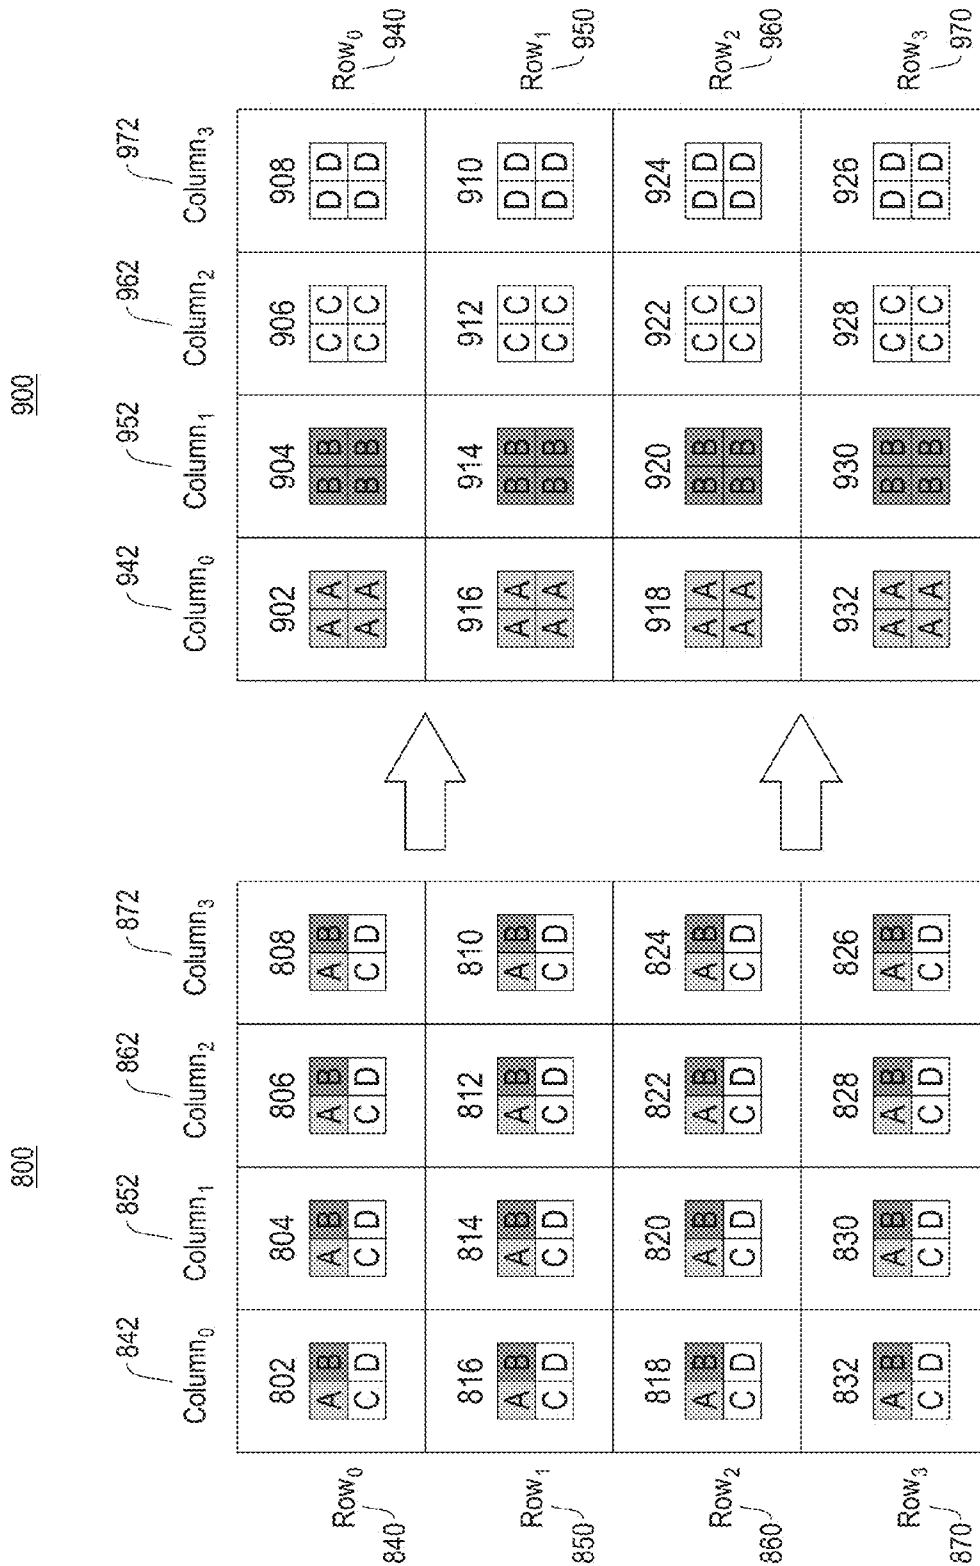 800
900
842
852
862
872
942
952
962
972
Column0
Column1
Column2
Column3
Column0
Column1
Column2
Column3
Row0
840
802
804
806
808
902
904
906
908
Row0
940
A B
A B
A B
A B
A A
B B
C C
D D
C D
C D
C D
C D
A A
B B
C C
D D
Row1
850
816
814
812
810
916
914
912
910
Row1
950
A B
A B
A B
A B
A A
B B
C C
D D
C D
C D
C D
C D
A A
B B
C C
D D
Row2
860
818
820
822
824
918
920
922
924
Row2
960
A B
A B
A B
A B
A A
B B
C C
D D
C D
C D
C D
C D
A A
B B
C C
D D
Row3
870
832
830
828
826
932
930
928
926
Row3
970
A B
A B
A B
A B
A A
B B
C C
D D
C D
C D
C D
C D
A A
B B
C C
D D